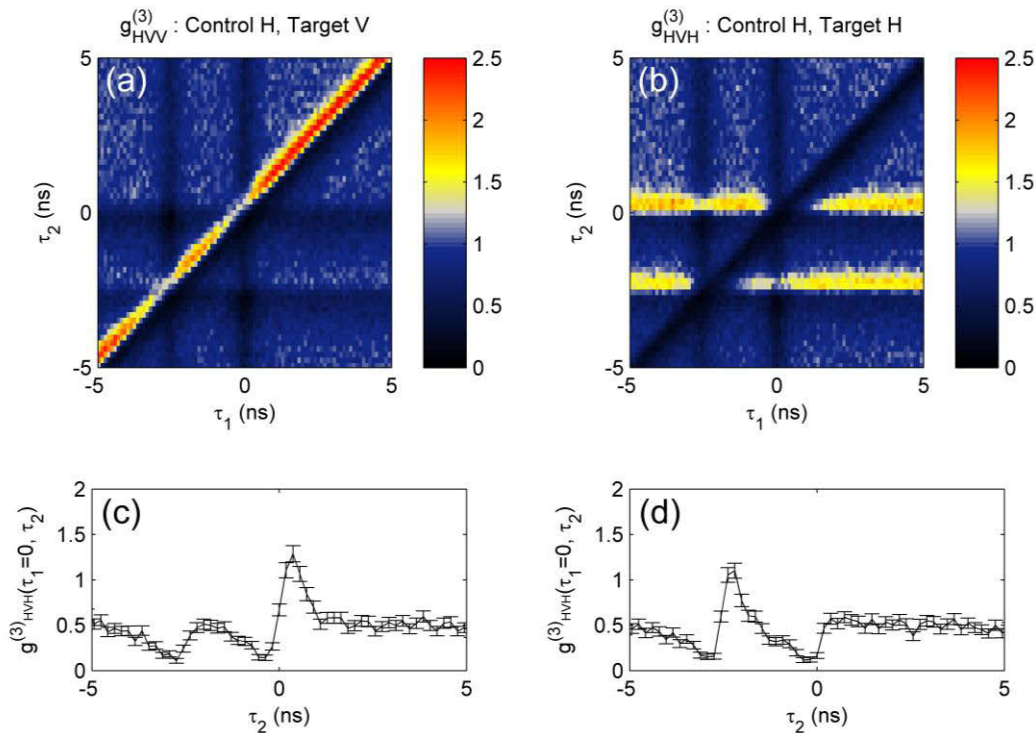 g(3)HVV : Control H, Target V
g(3)HVH : Control H, Target H
(a)
5
0
-5
τ2 (ns)
-5
0
5
τ1 (ns)
2.5
2
1.5
1
0.5
0
(b)
5
0
-5
τ2 (ns)
-5
0
5
τ1 (ns)
2.5
2
1.5
1
0.5
0
(c)
g(3)HVH(τ1=0, τ2)
2
1.5
1
0.5
0
-5
0
5
τ2 (ns)
(d)
g(3)HVH(τ1=0, τ2)
2
1.5
1
0.5
0
-5
0
5
τ2 (ns)